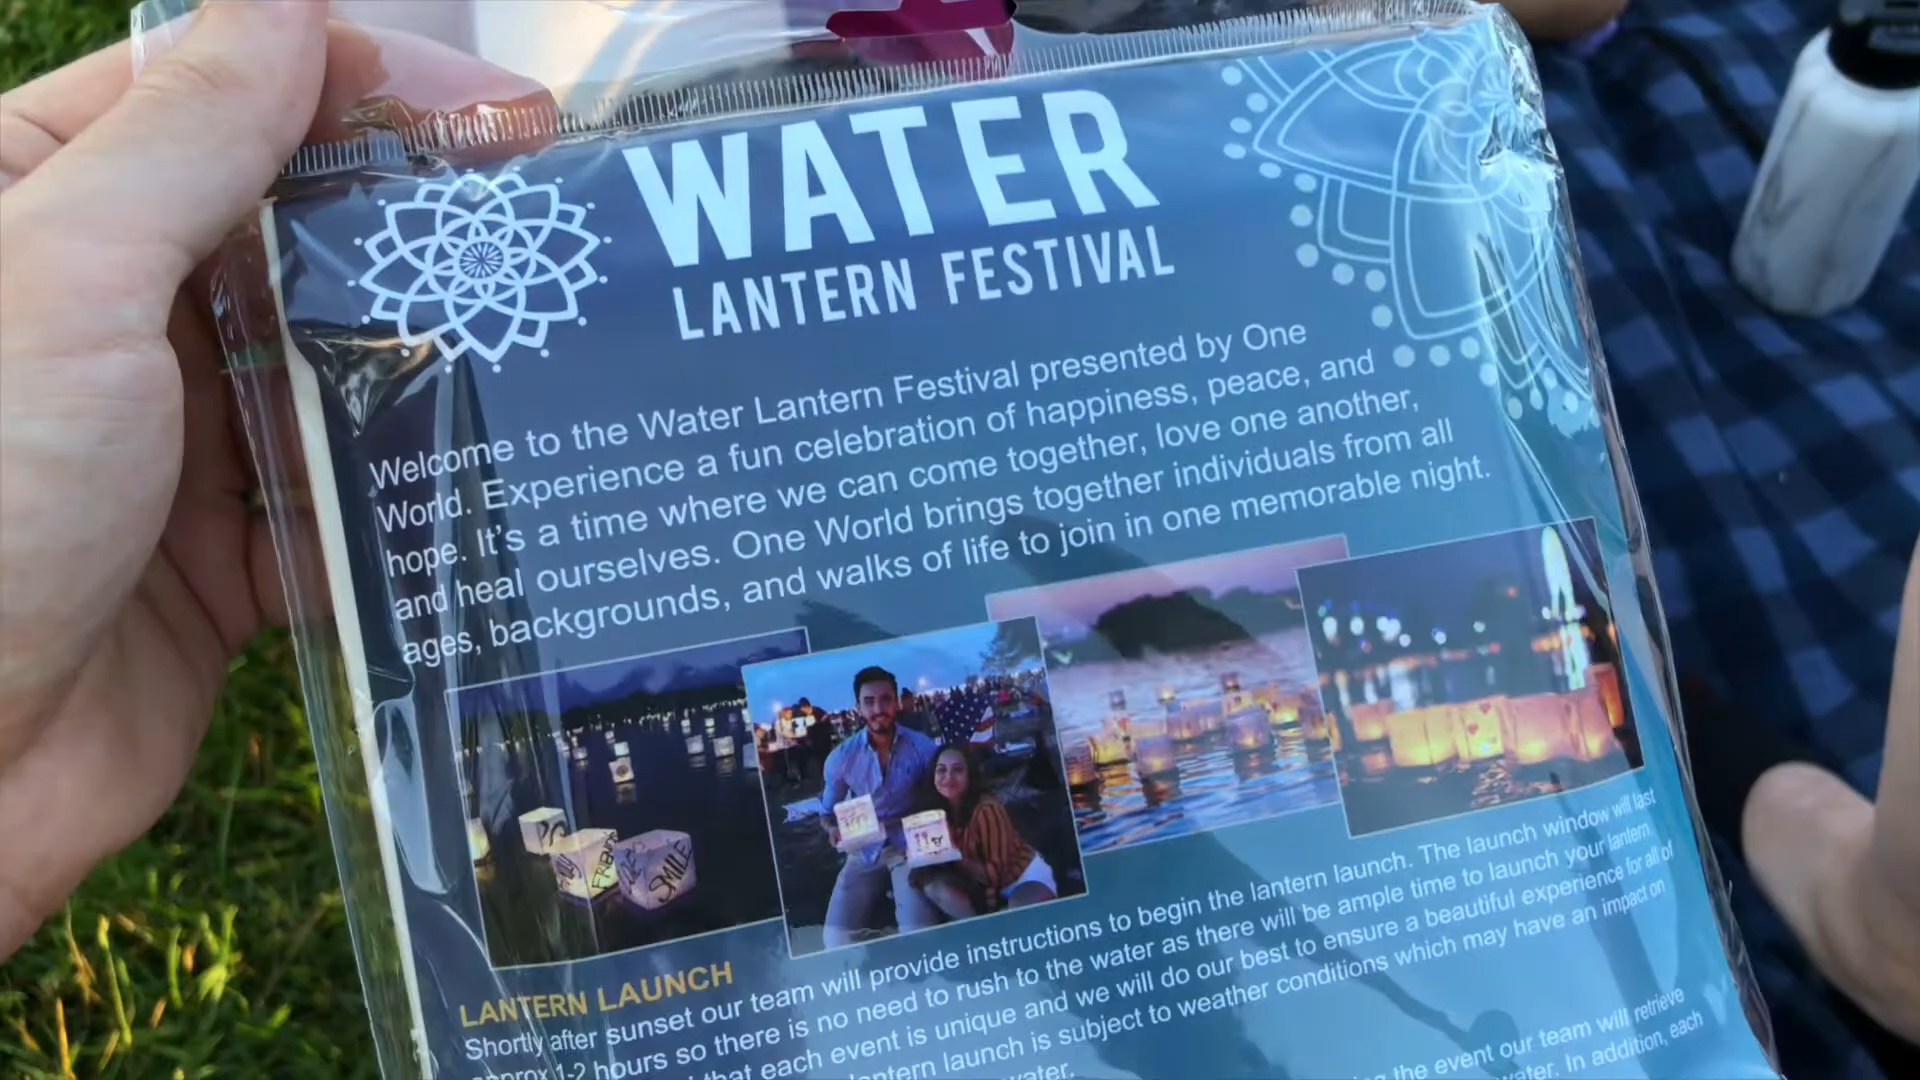 WATER
LANTERN FESTIVAL
Welcome to the Water Lantern Festival presented by One
World. Experience a fun celebration of happiness, peace, and
hope. It's a time where we can come together, love one another,
and heal ourselves. One World brings together individuals from all
ages, backgrounds, and walks of life to join in one memorable night.
FRIENDS
SMILE
LANTERN LAUNCH
Shortly after sunset our team will provide instructions to begin the lantern launch. The launch window will last
approx 1-2 hours so there is no need to rush to the water as there will be ample time to launch your lantern.
that each event is unique and we will do our best to ensure a beautiful experience for all of
lantern launch is subject to weather conditions which may have an impact on
water.
the event our team will retrieve
water. In addition, each